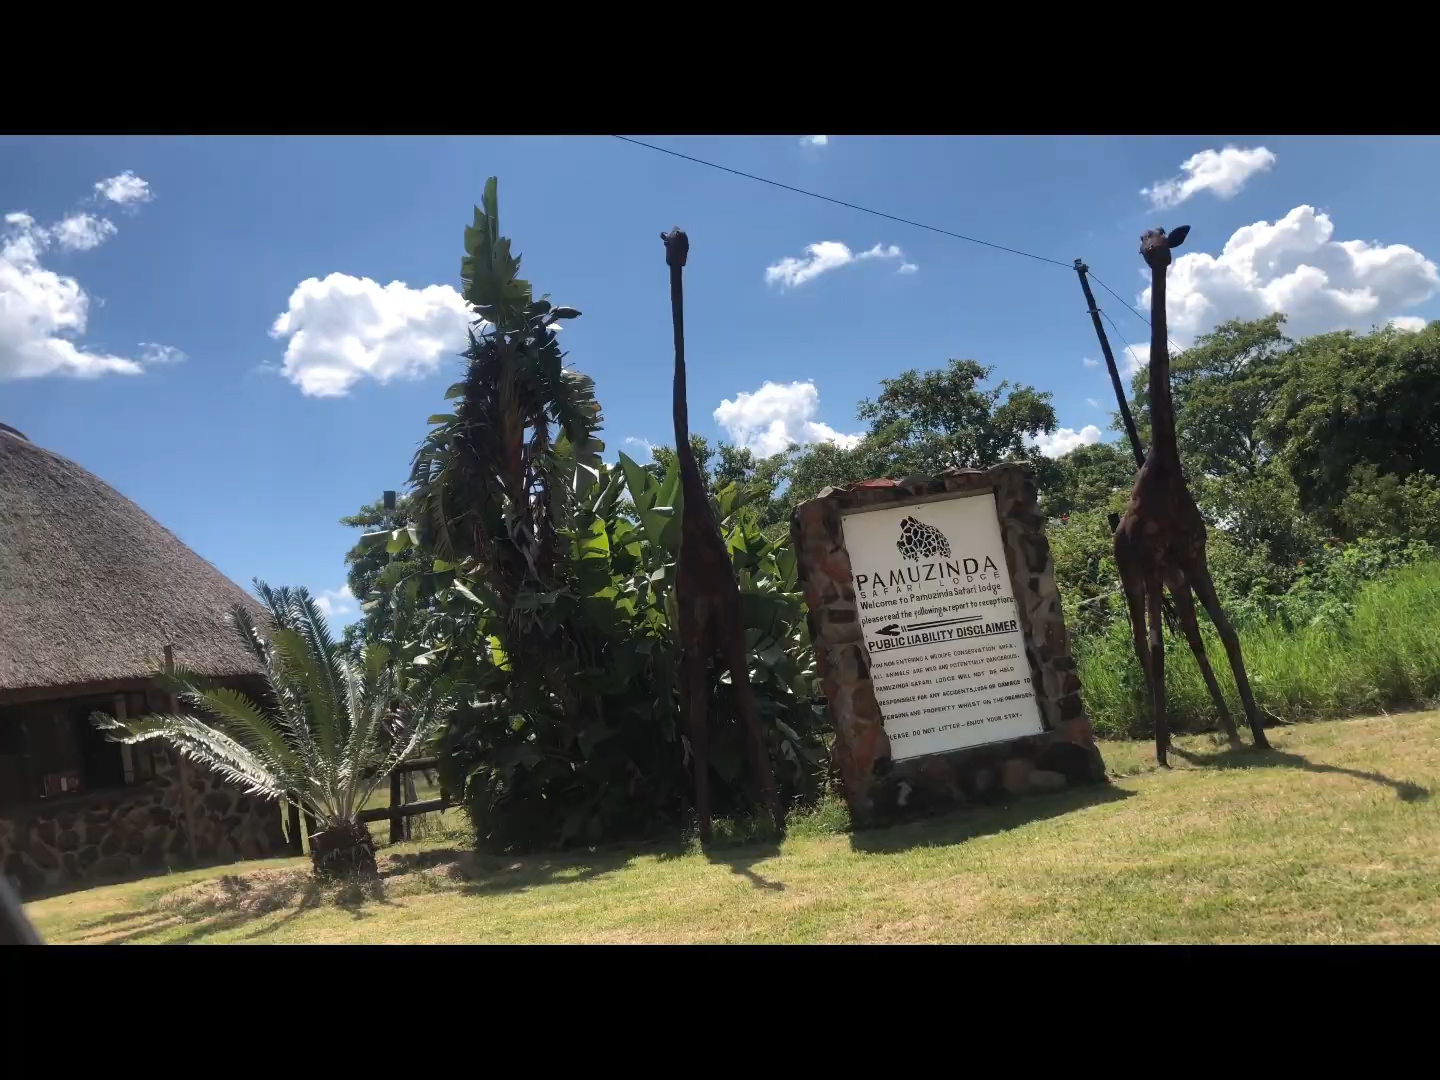 PAMUZINDA
SAFARI LODGE
Welcome to Pamuzinda Safari lodge
please read the following & report to reception
PUBLIC LIABILITY DISCLAIMER
YOU NOW ENTERING A WILDLIFE CONSERVATION AREA.
ALL ANIMALS ARE WILD AND POTENTIALLY DANGEROUS.
PAMUZINDA SAFARI LODGE WILL NOT BE HELD
RESPONSIBLE FOR ANY ACCIDENTS, LOSS OR DAMAGE TO
PERSONS AND PROPERTY WHILST ON THE PREMISES.
PLEASE DO NOT LITTER - ENJOY YOUR STAY.